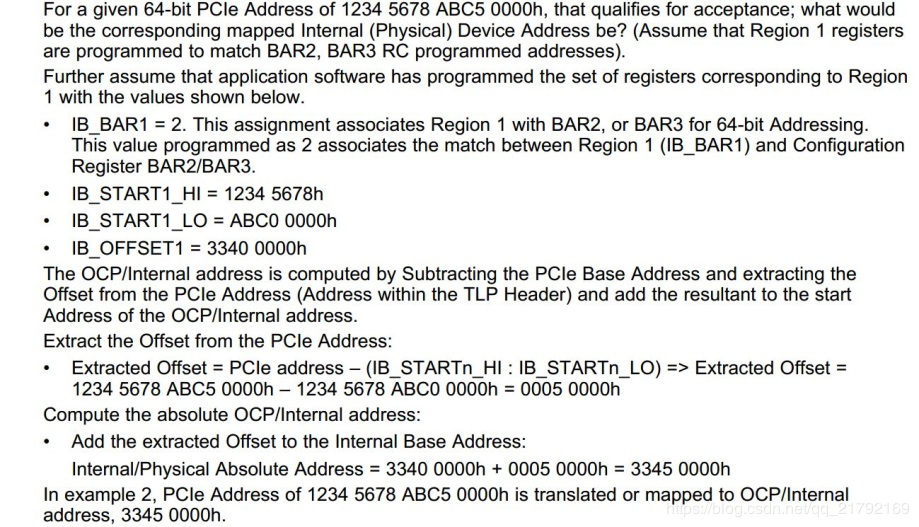 For a given 64-bit PCIe Address of 1234 5678 ABC5 0000h, that qualifies for acceptance; what would
be the corresponding mapped Internal (Physical) Device Address be? (Assume that Region 1 registers
are programmed to match BAR2, BAR3 RC programmed addresses).
Further assume that application software has programmed the set of registers corresponding to Region
1 with the values shown below.
• IB_BAR1 = 2. This assignment associates Region 1 with BAR2, or BAR3 for 64-bit Addressing.
This value programmed as 2 associates the match between Region 1 (IB_BAR1) and Configuration
Register BAR2/BAR3.
• IB_START1_HI = 1234 5678h
• IB_START1_LO = ABC0 0000h
• IB_OFFSET1 = 3340 0000h
The OCP/Internal address is computed by Subtracting the PCIe Base Address and extracting the
Offset from the PCIe Address (Address within the TLP Header) and add the resultant to the start
Address of the OCP/Internal address.
Extract the Offset from the PCIe Address:
• Extracted Offset = PCIe address – (IB_STARTn_HI : IB_STARTn_LO) => Extracted Offset =
1234 5678 ABC5 0000h – 1234 5678 ABC0 0000h = 0005 0000h
Compute the absolute OCP/Internal address:
• Add the extracted Offset to the Internal Base Address:
Internal/Physical Absolute Address = 3340 0000h + 0005 0000h = 3345 0000h
In example 2, PCIe Address of 1234 5678 ABC5 0000h is translated or mapped to OCP/Internal
address, 3345 0000h.
https://blog.csdn.net/qq_21792169